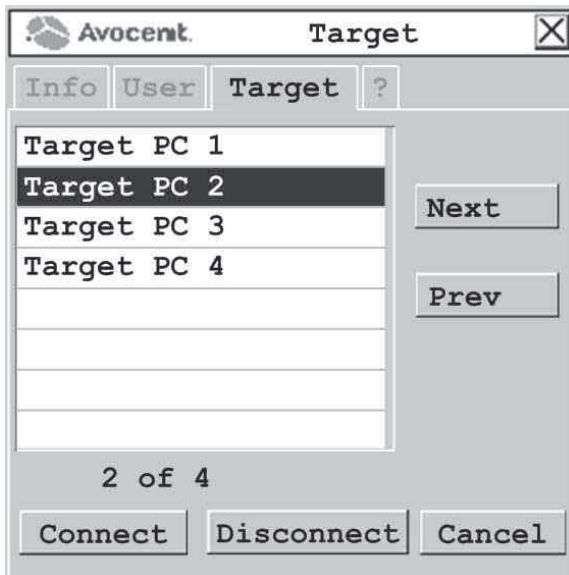 Avocent. Target
Info User Target ?
Target PC 1
Target PC 2
Target PC 3
Target PC 4
Next
Prev
2 of 4
Connect Disconnect Cancel